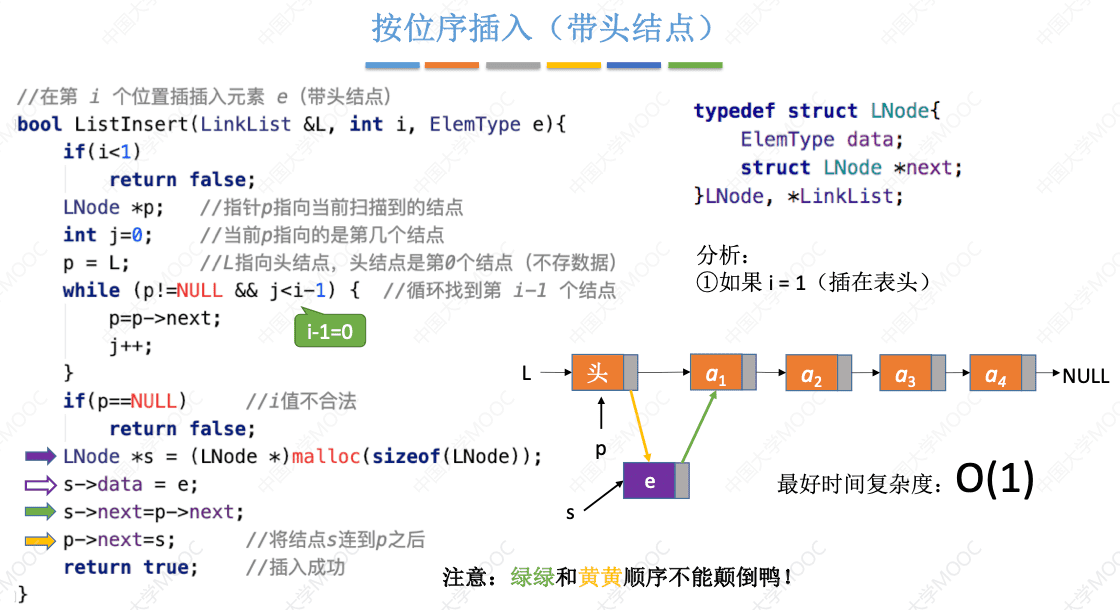 按位序插入（带头结点）
//在第 i 个位置插插入元素 e（带头结点）
bool ListInsert(LinkList &L, int i, ElemType e){
if(i<1)
return false;
LNode *p; //指针p指向当前扫描到的结点
int j=0; //当前p指向的是第几个结点
p = L; //L指向头结点，头结点是第0个结点（不存数据）
while (p!=NULL && j<i-1) { //循环找到第 i-1 个结点
p=p->next;
j++;
}
i-1=0
if(p==NULL) //i值不合法
return false;
LNode *s = (LNode *)malloc(sizeof(LNode));
s->data = e;
s->next=p->next;
p->next=s; //将结点s连到p之后
return true; //插入成功
}
typedef struct LNode{
ElemType data;
struct LNode *next;
}LNode, *LinkList;
分析：
①如果 i = 1（插在表头）
L 头 a1 a2 a3 a4 NULL
p
e
s
最好时间复杂度：O(1)
注意：绿绿和黄黄顺序不能颠倒鸭！
中国大学MOOC